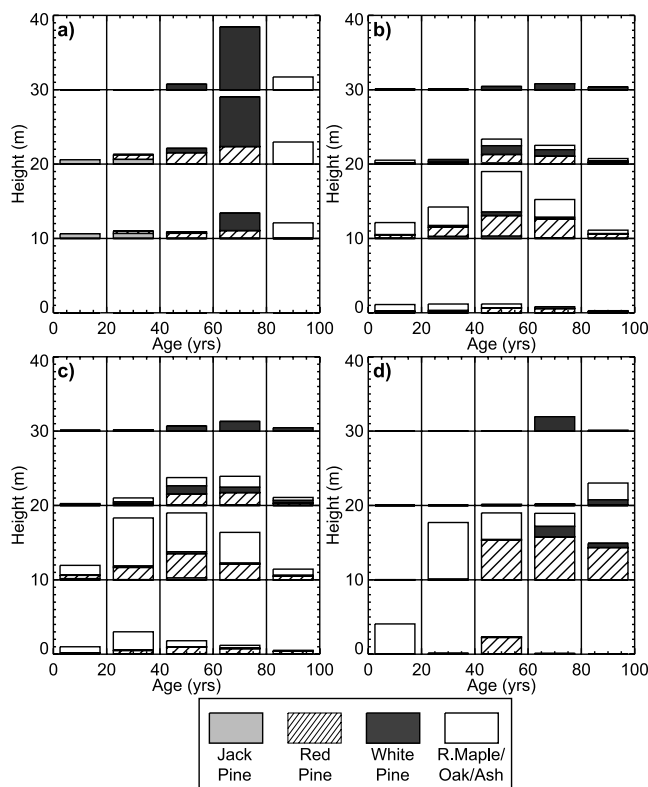 a) b)
40 40
30 30
20 20
10 10
0 0
Height (m) Height (m)
0 20 40 60 80 100 0 20 40 60 80 100
Age (yrs) Age (yrs)
c) d)
40 40
30 30
20 20
10 10
0 0
Height (m) Height (m)
0 20 40 60 80 100 0 20 40 60 80 100
Age (yrs) Age (yrs)
Jack Red White R.Maple/
Pine Pine Pine Oak/Ash